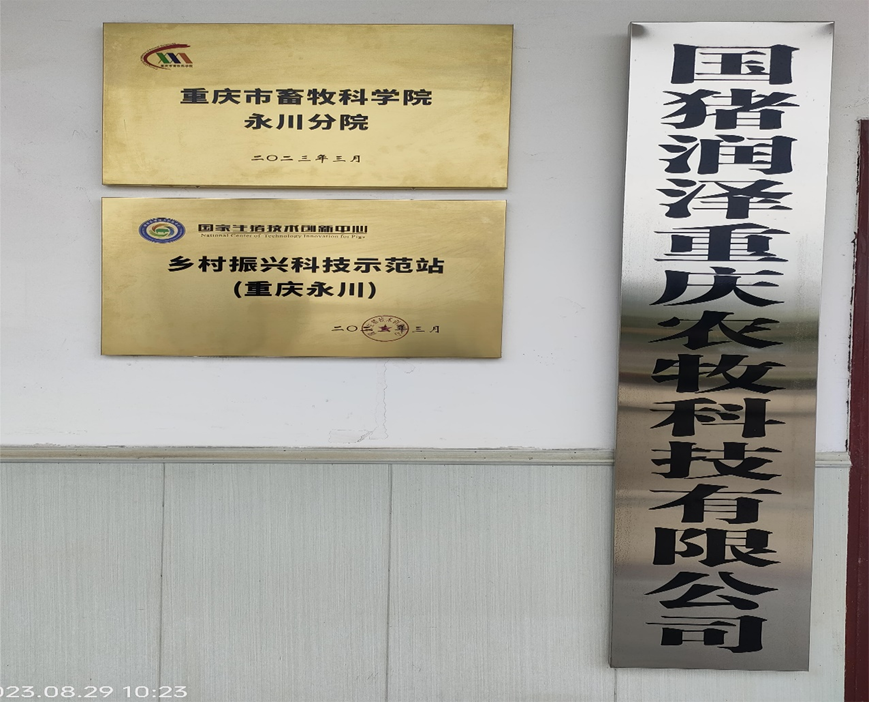 重庆市畜牧科学院
永川分院
二〇二三年三月
国家生猪技术创新中心
National Center of Technology Innovation for Pigs
乡村振兴科技示范站
(重庆永川)
二〇二三年三月
国猪润泽重庆农牧科技有限公司
023.08.29 10:23